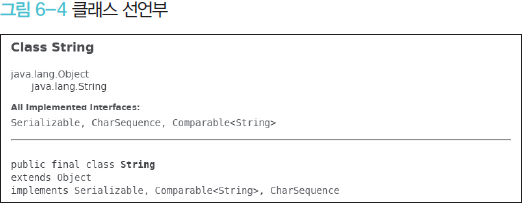 그림 6-4 클래스 선언부
Class String
java.lang.Object
java.lang.String
All Implemented Interfaces:
Serializable, CharSequence, Comparable<String>
public final class String
extends Object
implements Serializable, Comparable<String>, CharSequence